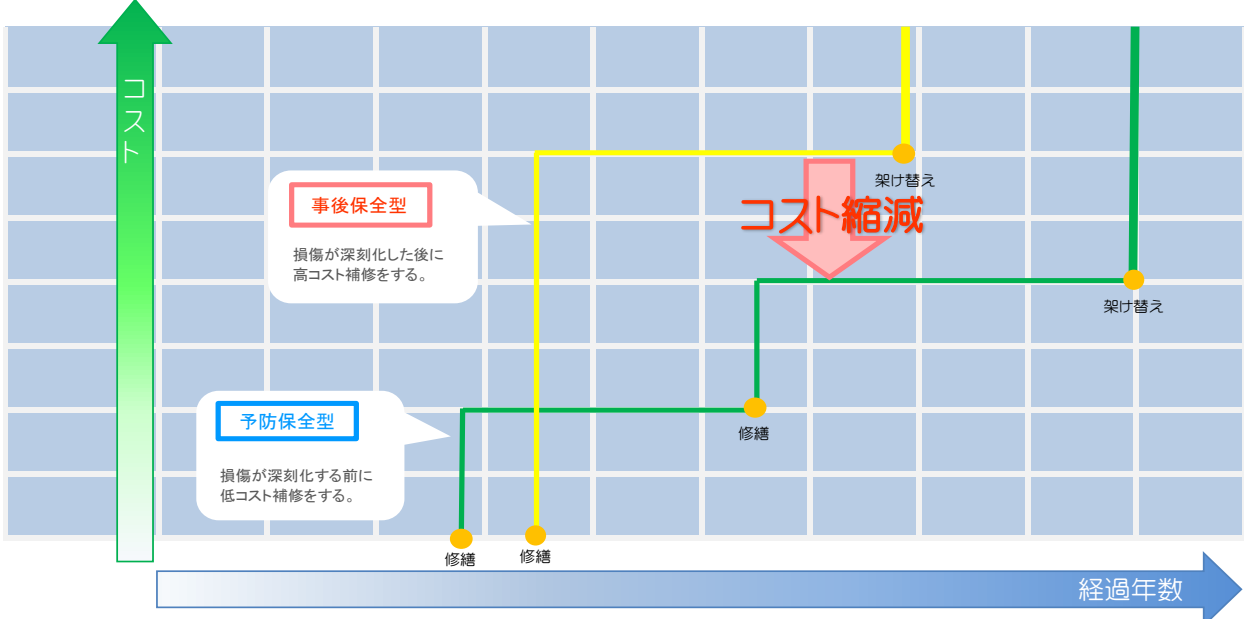 コスト
事後保全型
損傷が深刻化した後に
高コスト補修をする。
架け替え
コスト縮減
架け替え
予防保全型
損傷が深刻化する前に
低コスト補修をする。
修繕
修繕
修繕
経過年数